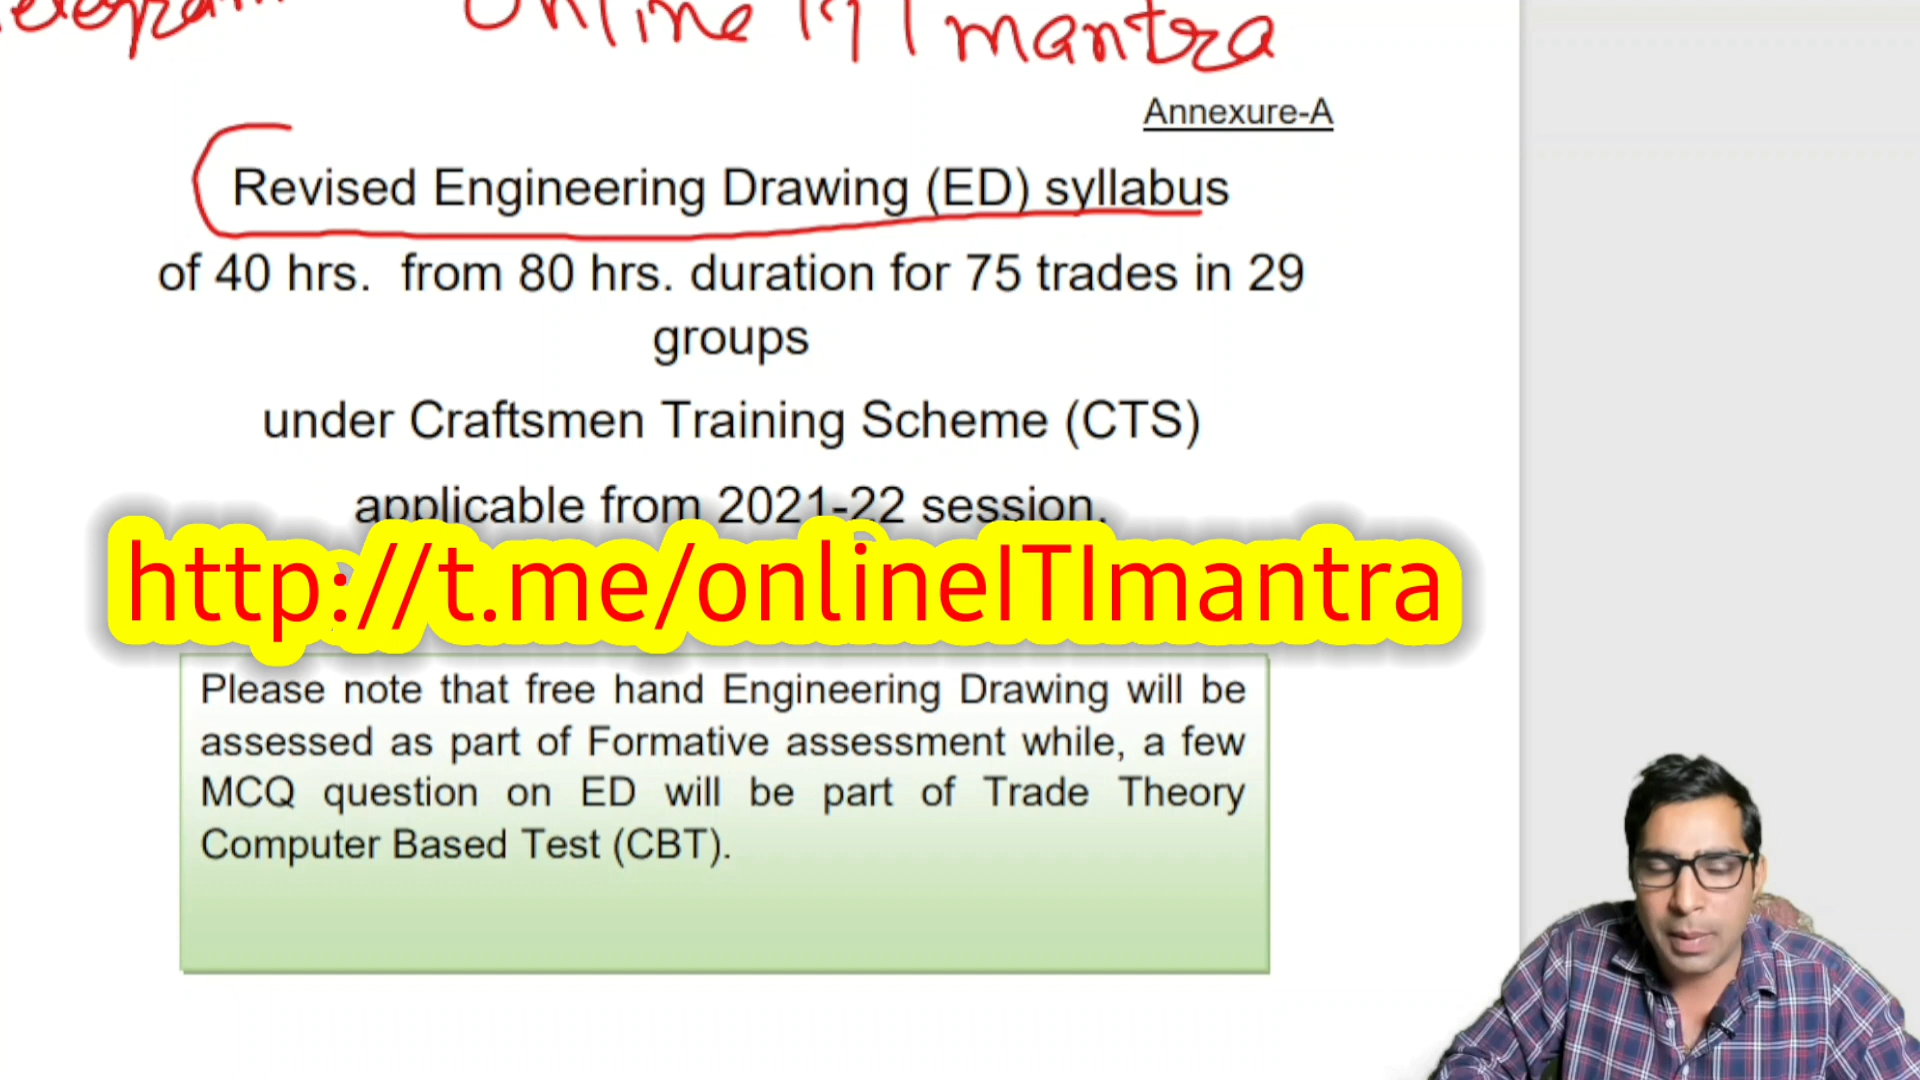 online ITI mantra
Annexure-A
Revised Engineering Drawing (ED) syllabus
of 40 hrs. from 80 hrs. duration for 75 trades in 29
groups
under Craftsmen Training Scheme (CTS)
applicable from 2021-22 session.
http://t.me/onlineITImantra
Please note that free hand Engineering Drawing will be
assessed as part of Formative assessment while, a few
MCQ question on ED will be part of Trade Theory
Computer Based Test (CBT).